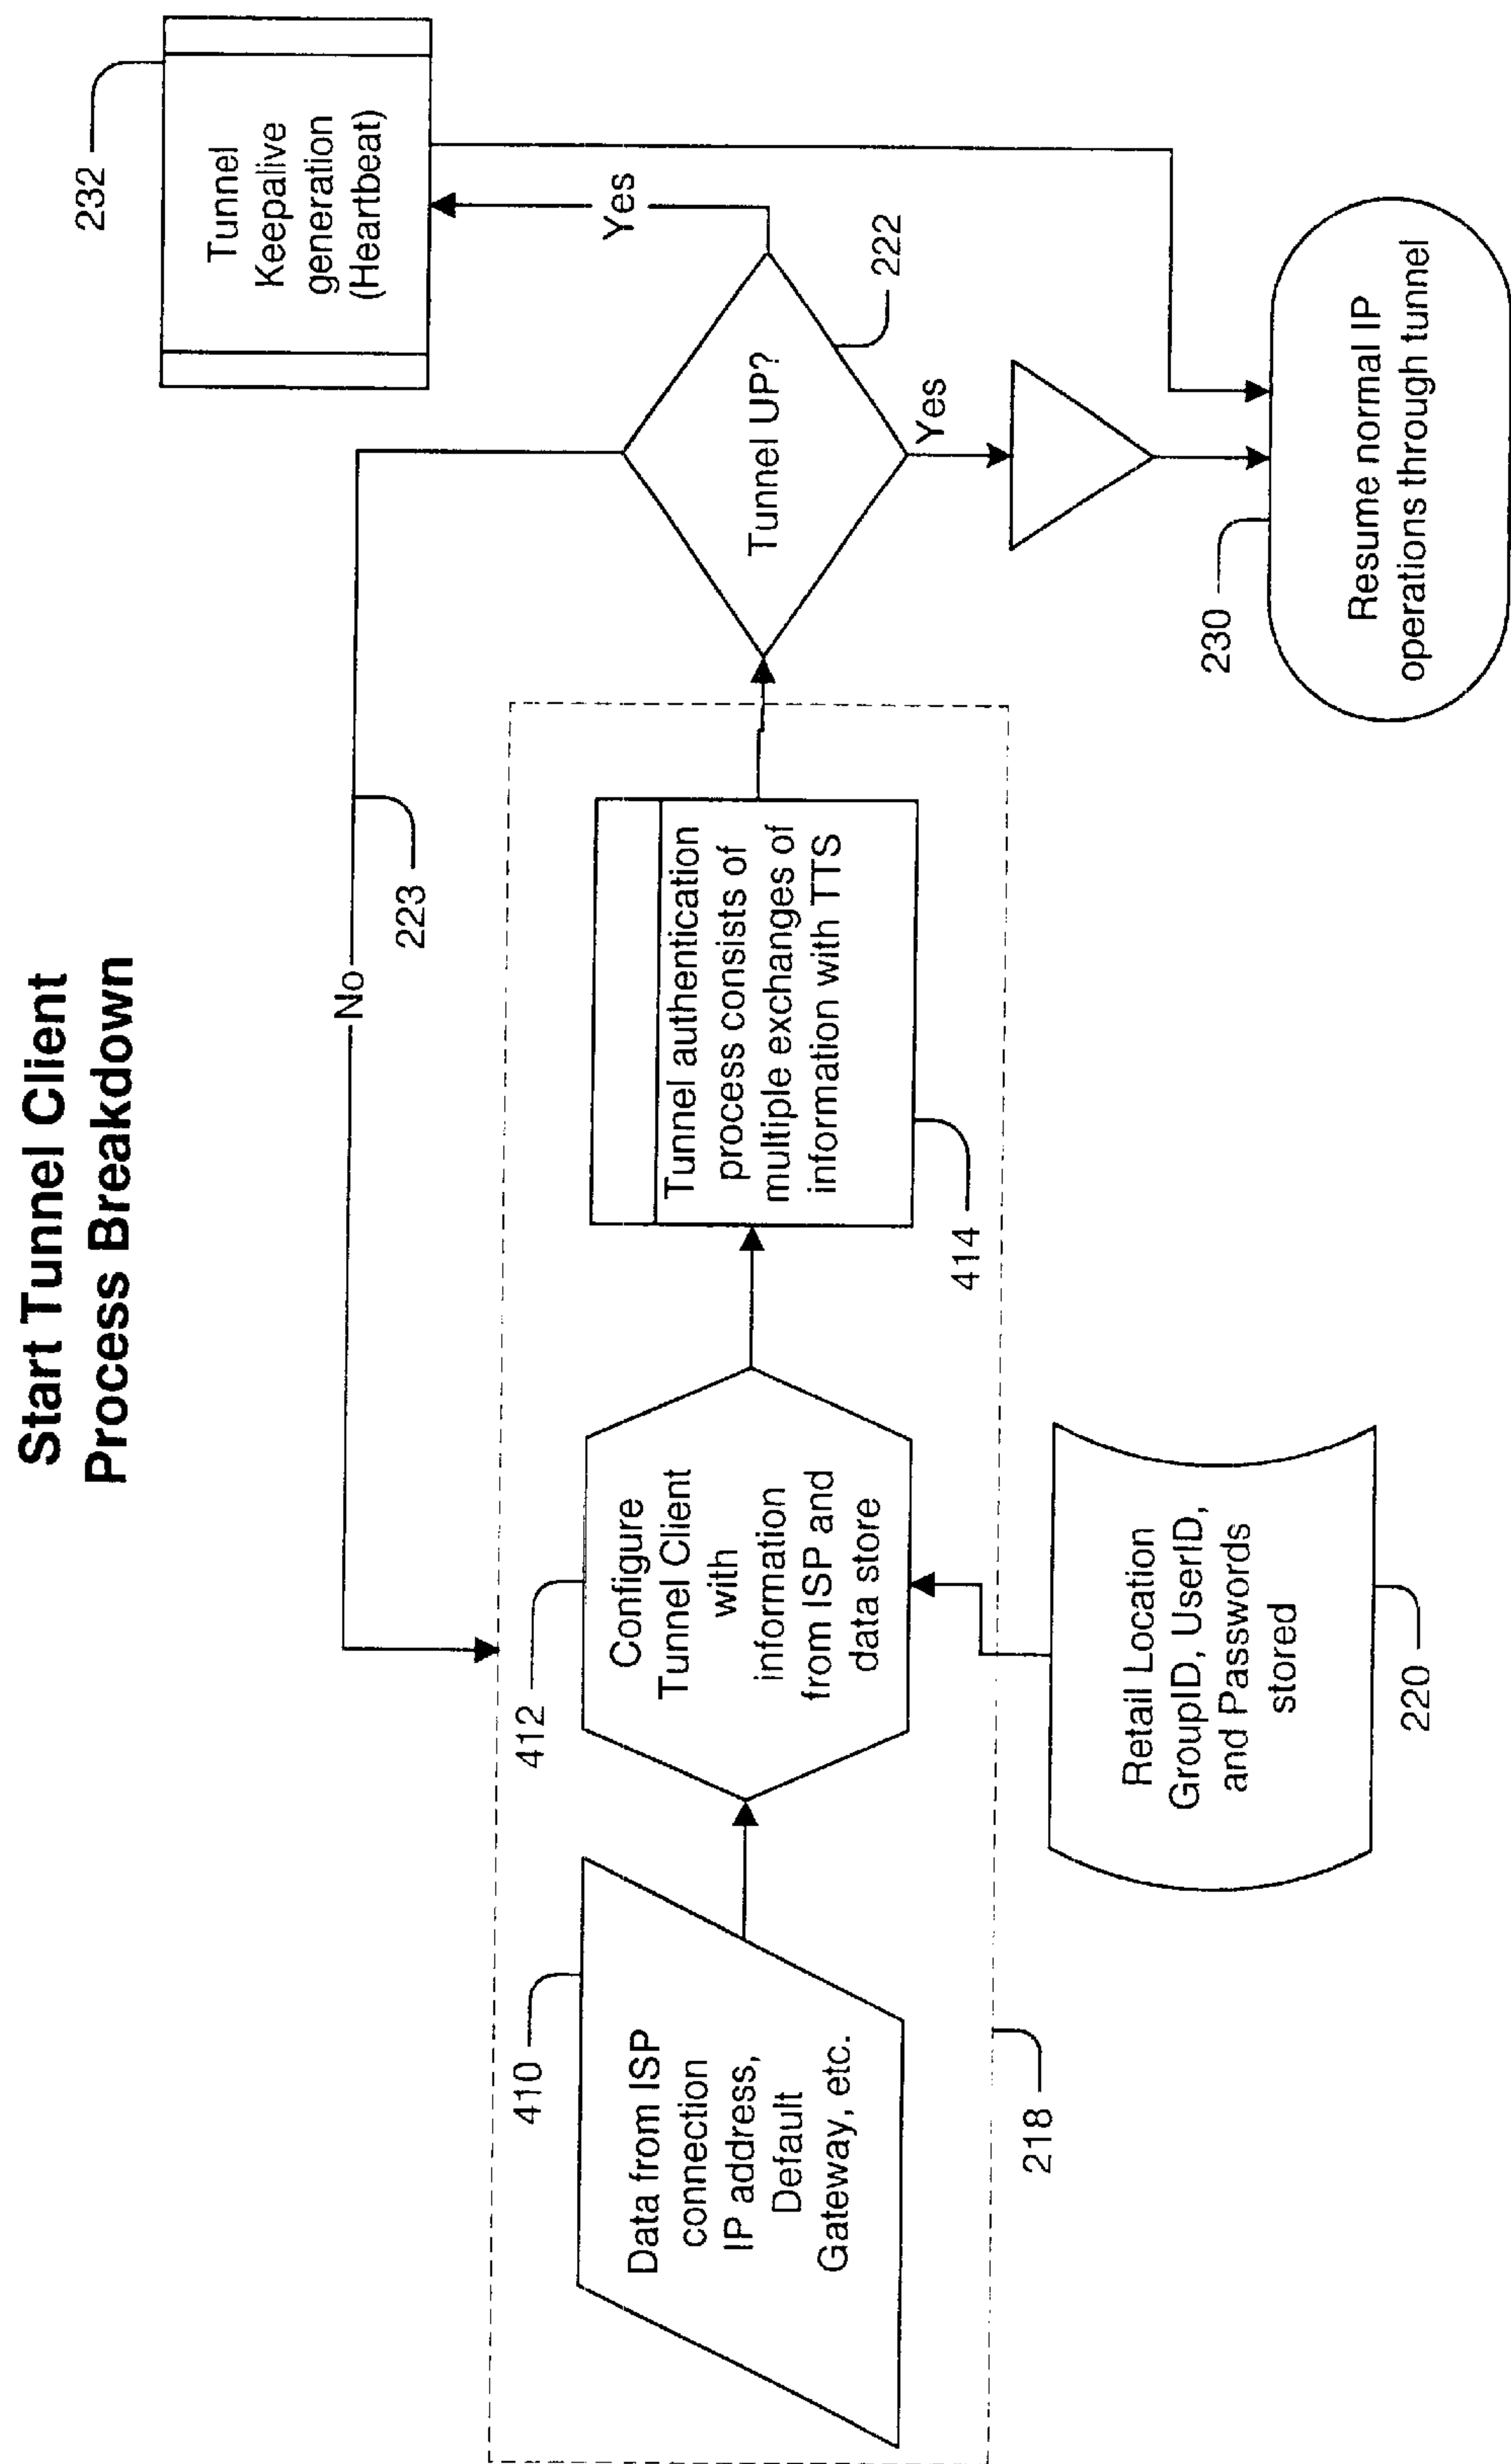 Start Tunnel Client
Process Breakdown
No
223
232
Tunnel
Keepalive
generation
(Heartbeat)
Yes
410
Data from ISP
connection
IP address,
Default
Gateway, etc.
412
Configure
Tunnel Client
with
information
from ISP and
data store
Tunnel authentication
process consists of
multiple exchanges of
information with TTS
414
Tunnel UP?
222
Yes
218
Retail Location
GroupID, UserID,
and Passwords
stored
220
230
Resume normal IP
operations through tunnel